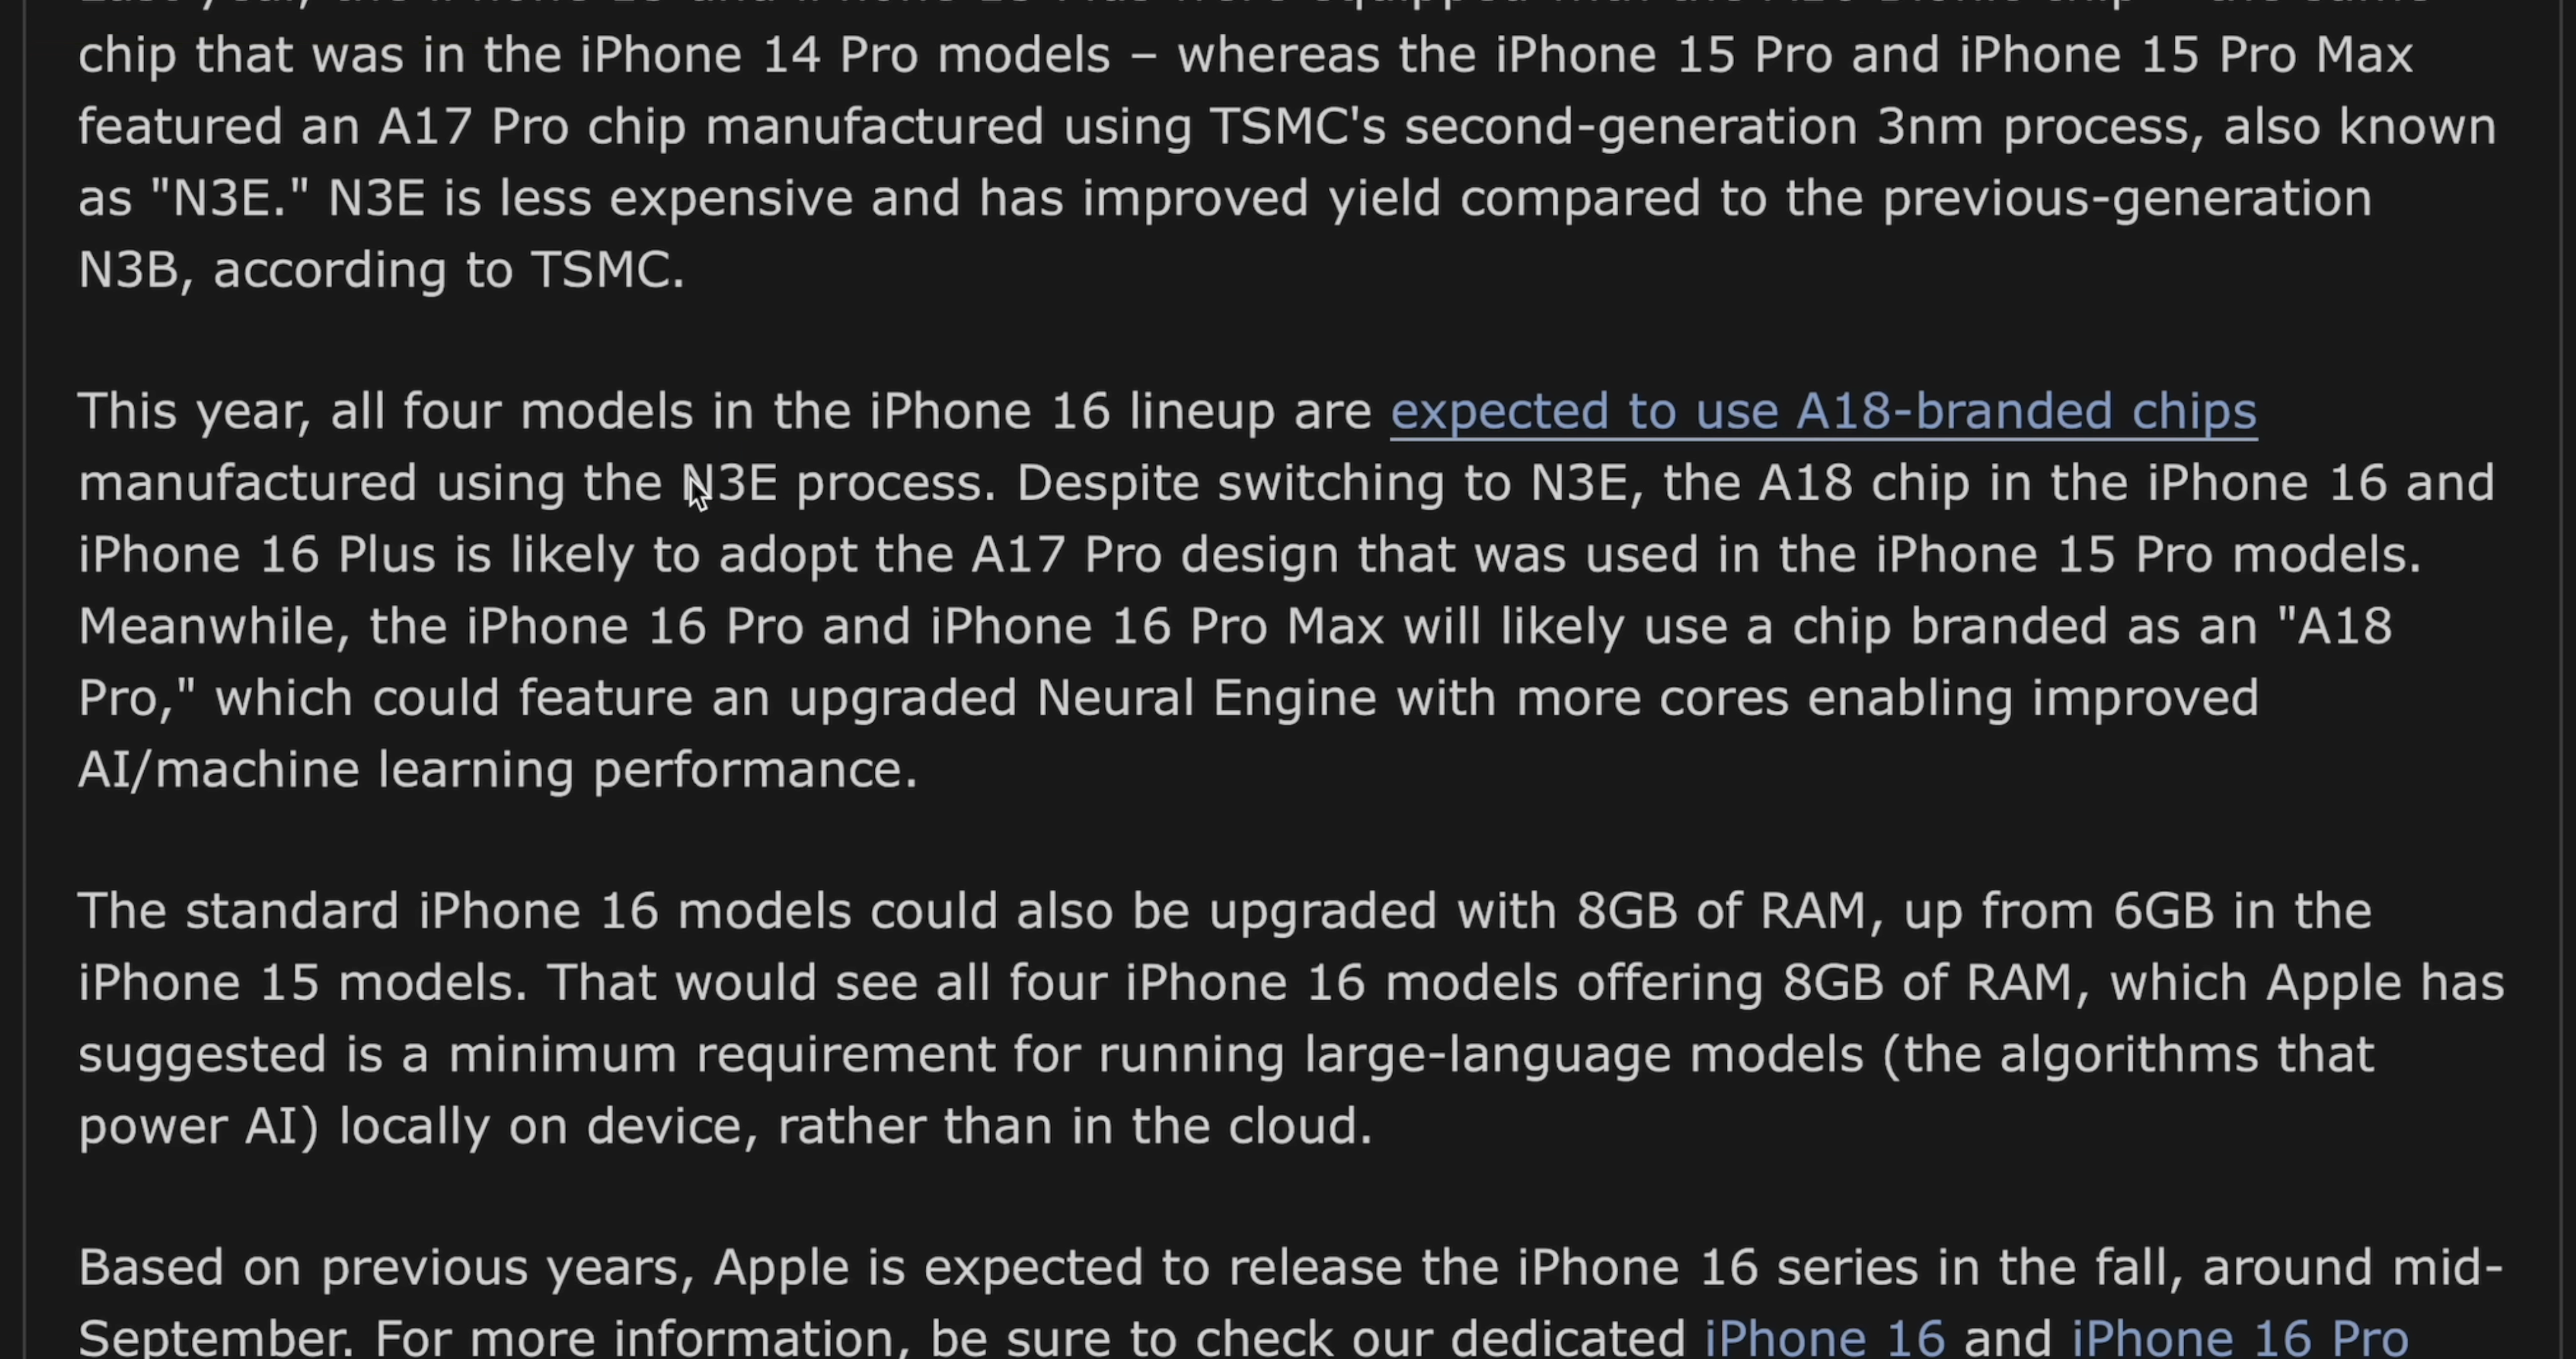 chip that was in the iPhone 14 Pro models – whereas the iPhone 15 Pro and iPhone 15 Pro Max
featured an A17 Pro chip manufactured using TSMC's second-generation 3nm process, also known
as "N3E." N3E is less expensive and has improved yield compared to the previous-generation
N3B, according to TSMC.
This year, all four models in the iPhone 16 lineup are expected to use A18-branded chips
manufactured using the N3E process. Despite switching to N3E, the A18 chip in the iPhone 16 and
iPhone 16 Plus is likely to adopt the A17 Pro design that was used in the iPhone 15 Pro models.
Meanwhile, the iPhone 16 Pro and iPhone 16 Pro Max will likely use a chip branded as an "A18
Pro," which could feature an upgraded Neural Engine with more cores enabling improved
AI/machine learning performance.
The standard iPhone 16 models could also be upgraded with 8GB of RAM, up from 6GB in the
iPhone 15 models. That would see all four iPhone 16 models offering 8GB of RAM, which Apple has
suggested is a minimum requirement for running large-language models (the algorithms that
power AI) locally on device, rather than in the cloud.
Based on previous years, Apple is expected to release the iPhone 16 series in the fall, around mid-
September. For more information, be sure to check our dedicated iPhone 16 and iPhone 16 Pro